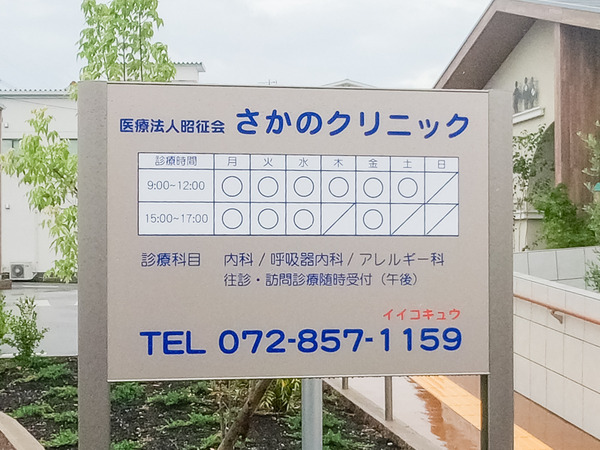 医療法人昭征会 さかのクリニック
診療時間 月 火 水 木 金 土 日
9:00~12:00 ○ ○ ○ ○ ○ ○ ／
15:00~17:00 ○ ○ ○ ／ ○ ／ ／
診療科目 内科 / 呼吸器内科 / アレルギー科
往診・訪問診療随時受付（午後）
イイコキュウ
TEL 072-857-1159